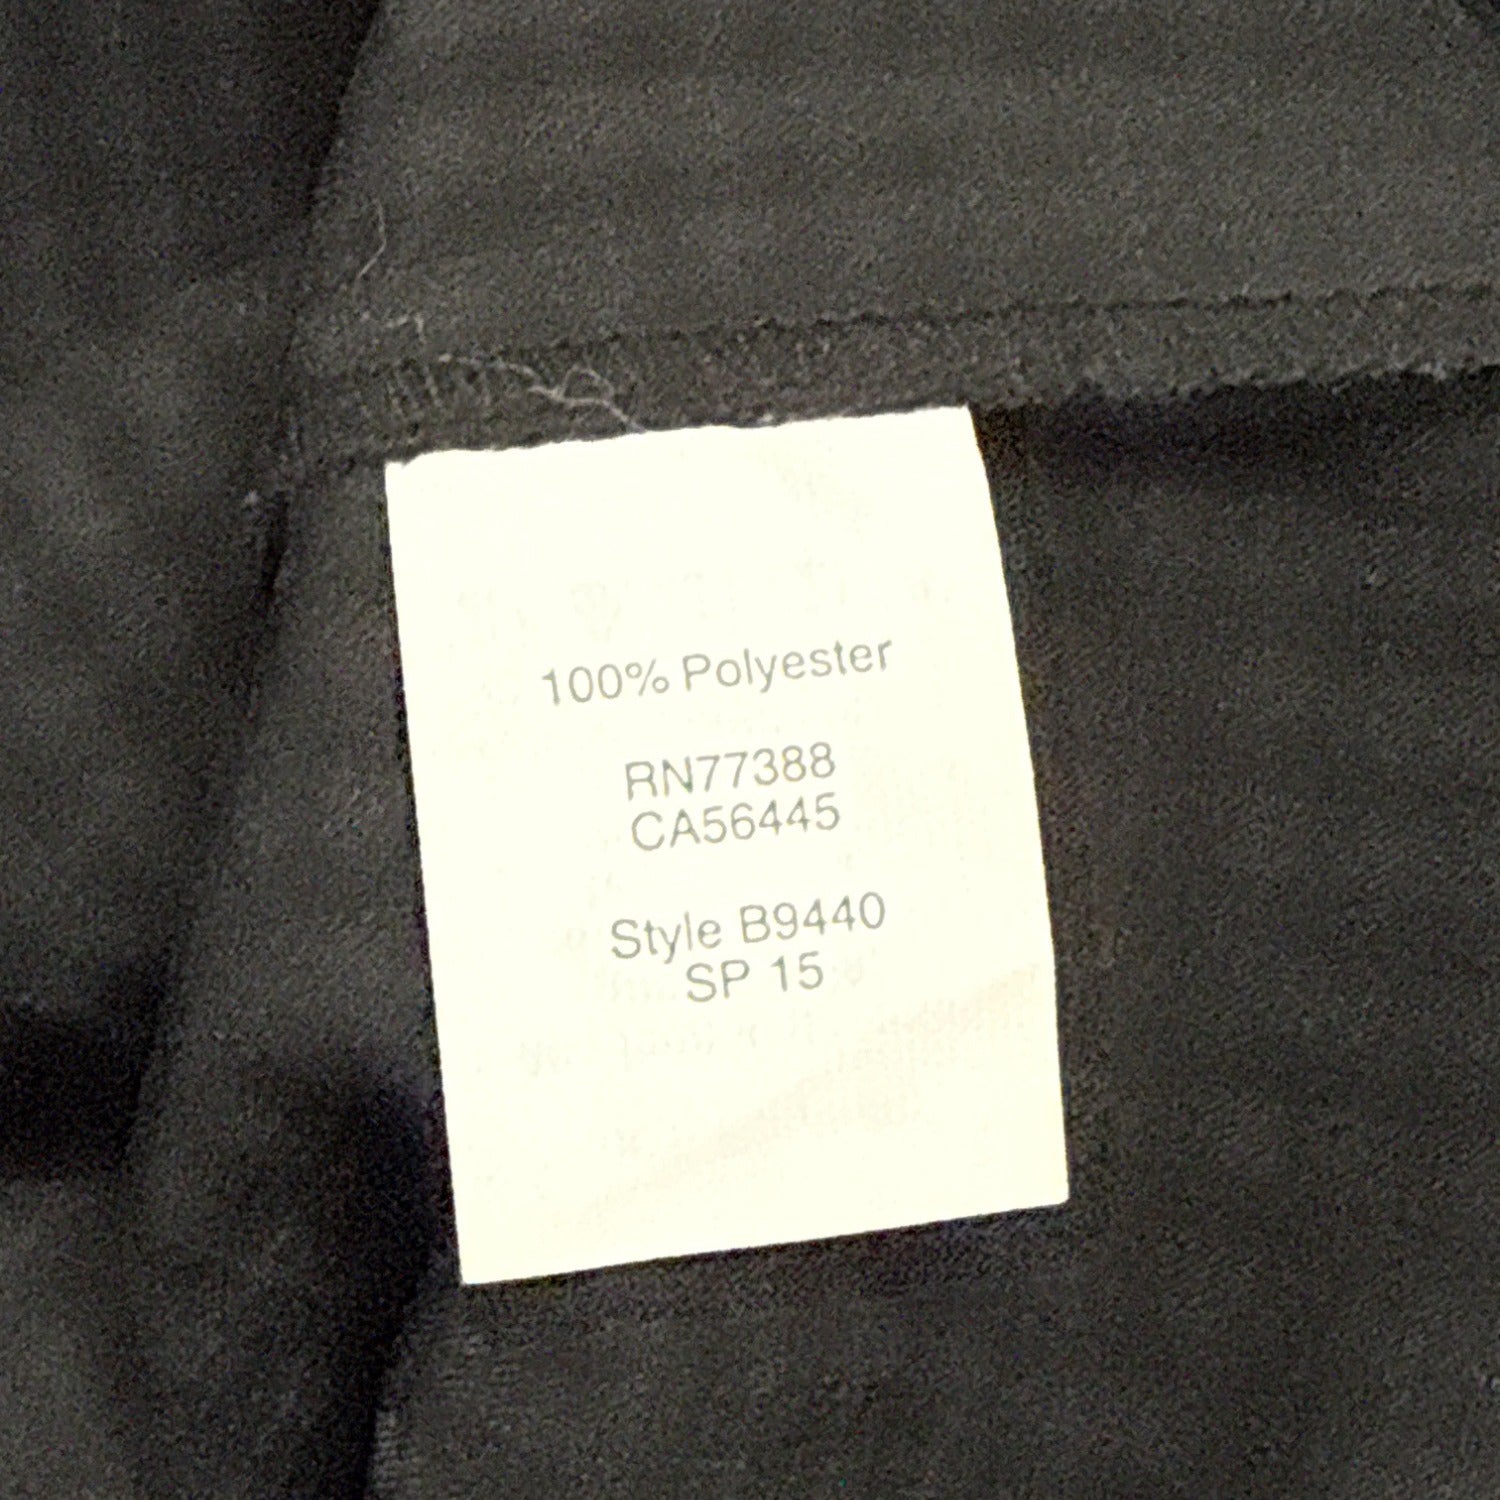 100% Polyester
RN77388
CA56445
Style B9440
SP 15